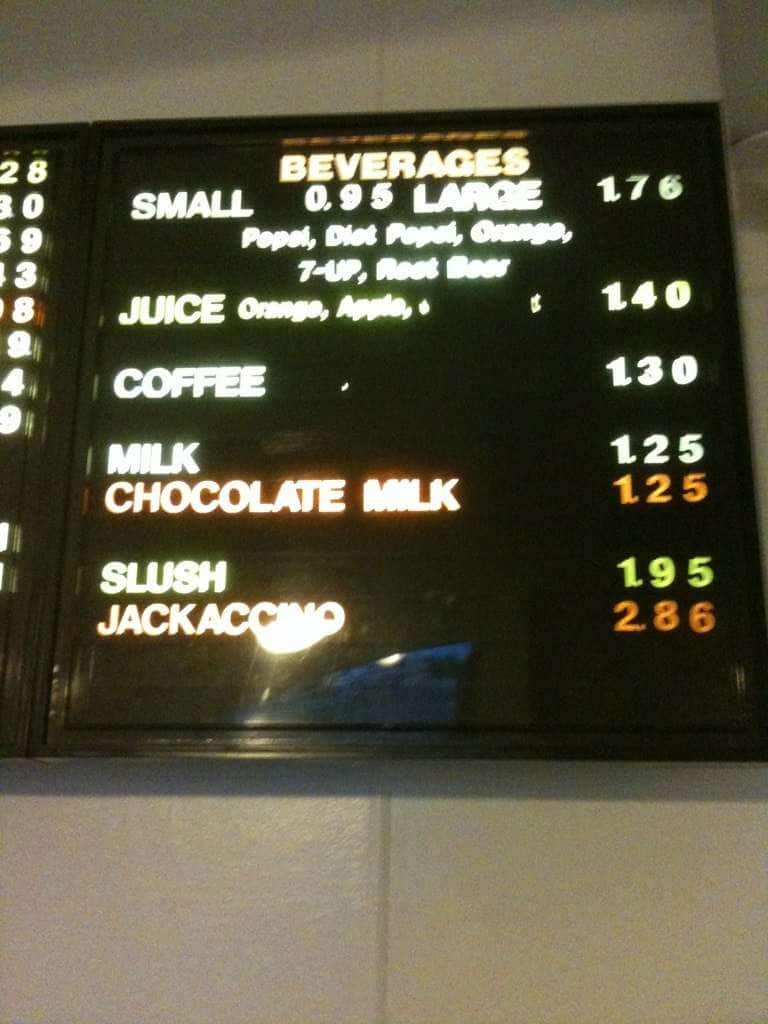 BEVERAGES
SMALL 0.95 LARGE 1.76
Pepsi, Diet Pepsi, Orange,
7-UP, Root Beer
JUICE Orange, Apple, 1.40
COFFEE 1.30
MILK 1.25
CHOCOLATE MILK 1.25
SLUSH 1.95
JACKACCINO 2.86